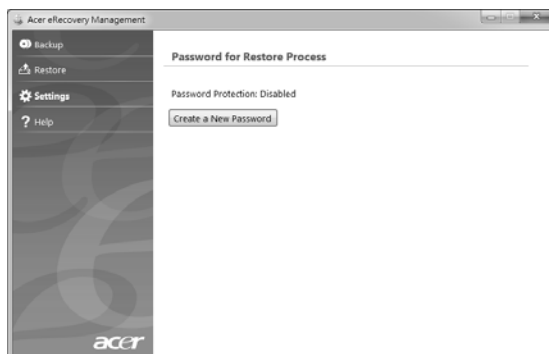 Acer eRecovery Management
Backup
Restore
Settings
? Help
Password for Restore Process
Password Protection: Disabled
Create a New Password
acer